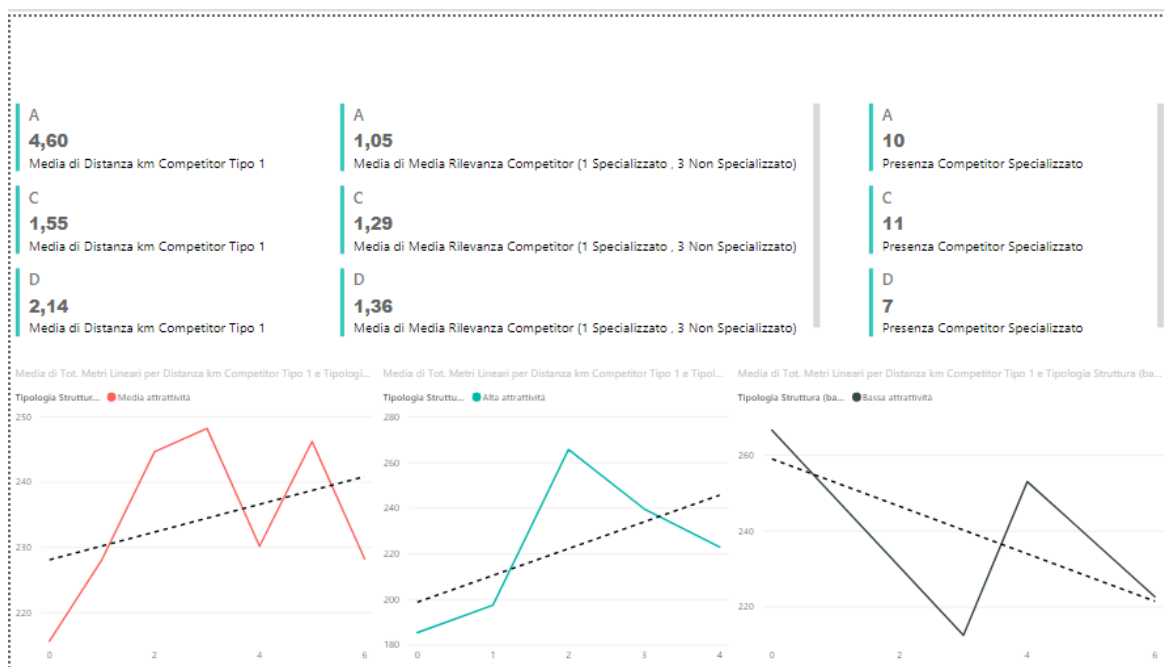 A
4,60
Media di Distanza km Competitor Tipo 1
C
1,55
Media di Distanza km Competitor Tipo 1
D
2,14
Media di Distanza km Competitor Tipo 1
A
1,05
Media di Media Rilevanza Competitor (1 Specializzato , 3 Non Specializzato)
C
1,29
Media di Media Rilevanza Competitor (1 Specializzato , 3 Non Specializzato)
D
1,36
Media di Media Rilevanza Competitor (1 Specializzato , 3 Non Specializzato)
A
10
Presenza Competitor Specializzato
C
11
Presenza Competitor Specializzato
D
7
Presenza Competitor Specializzato
Media di Tot. Metri Lineari per Distanza km Competitor Tipo 1 e Tipologi...
Tipologia Struttur... Media attrattività
250
240
230
220
0 2 4 6
Media di Tot. Metri Lineari per Distanza km Competitor Tipo 1 e Tipol...
Tipologia Struttu... Alta attrattività
280
260
240
220
200
180
0 1 2 3 4
Media di Tot. Metri Lineari per Distanza km Competitor Tipo 1 e Tipologia Struttura (ba...
Tipologia Struttura (ba... Bassa attrattività
260
240
220
0 2 4 6